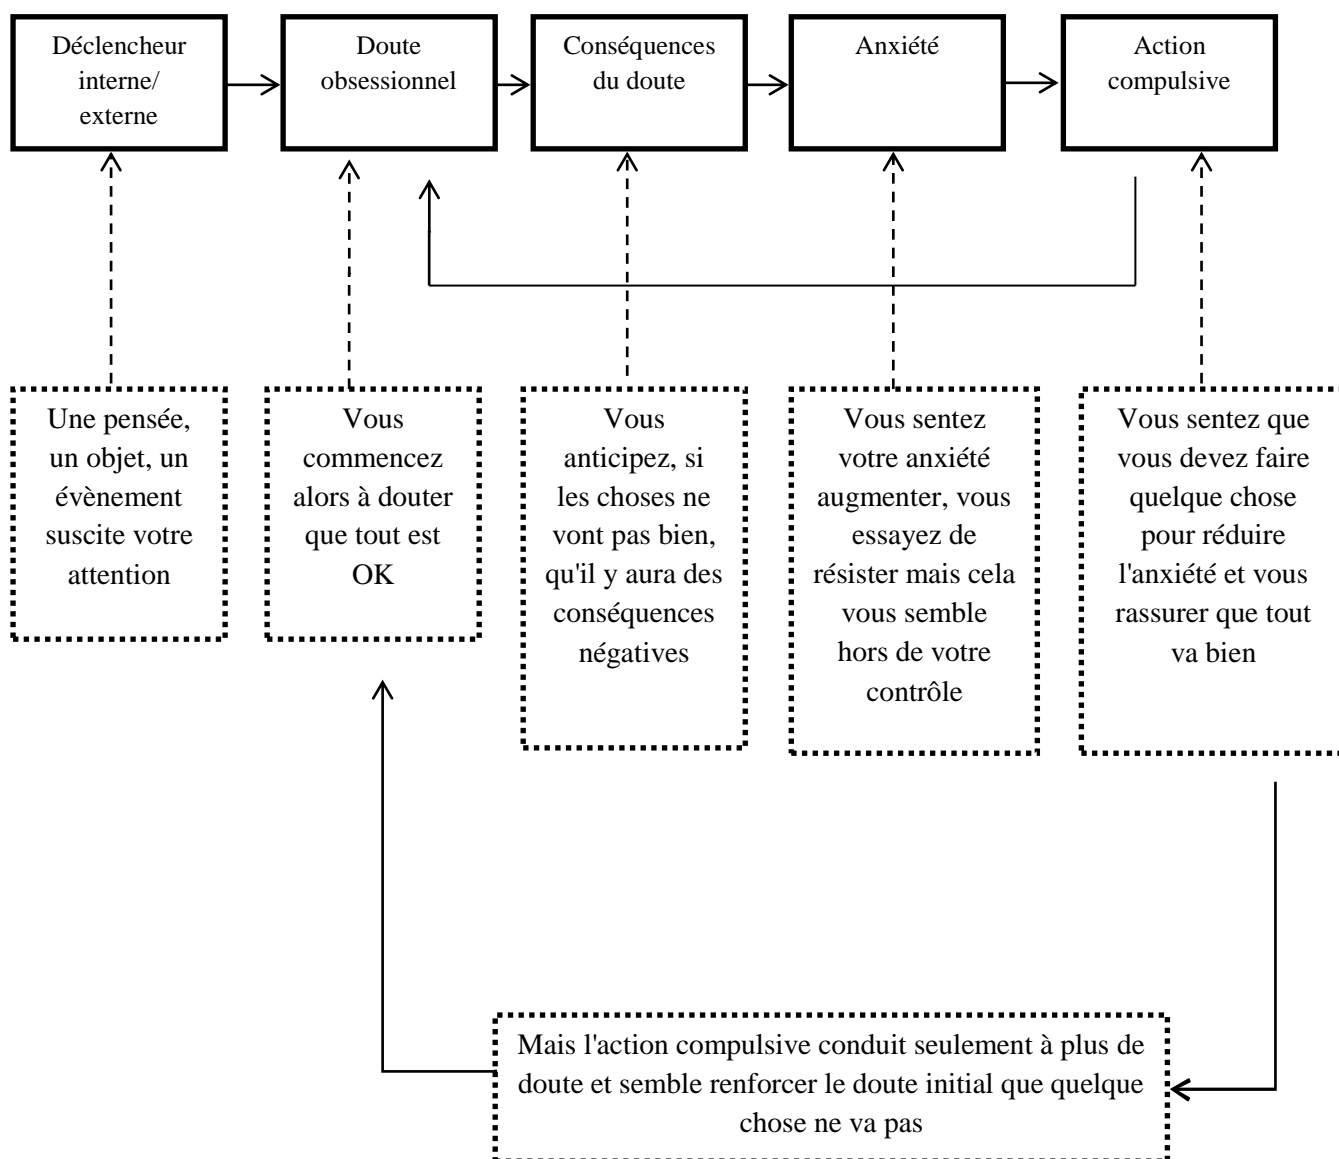 Déclencheur
interne/
externe
Doute
obsessionnel
Conséquences
du doute
Anxiété
Action
compulsive
Une pensée,
un objet, un
évènement
suscite votre
attention
Vous
commencez
alors à douter
que tout est
OK
Vous
anticipez, si
les choses ne
vont pas bien,
qu'il y aura des
conséquences
négatives
Vous sentez
votre anxiété
augmenter, vous
essayez de
résister mais cela
vous semble
hors de votre
contrôle
Vous sentez que
vous devez faire
quelque chose
pour réduire
l'anxiété et vous
rassurer que tout
va bien
Mais l'action compulsive conduit seulement à plus de
doute et semble renforcer le doute initial que quelque
chose ne va pas